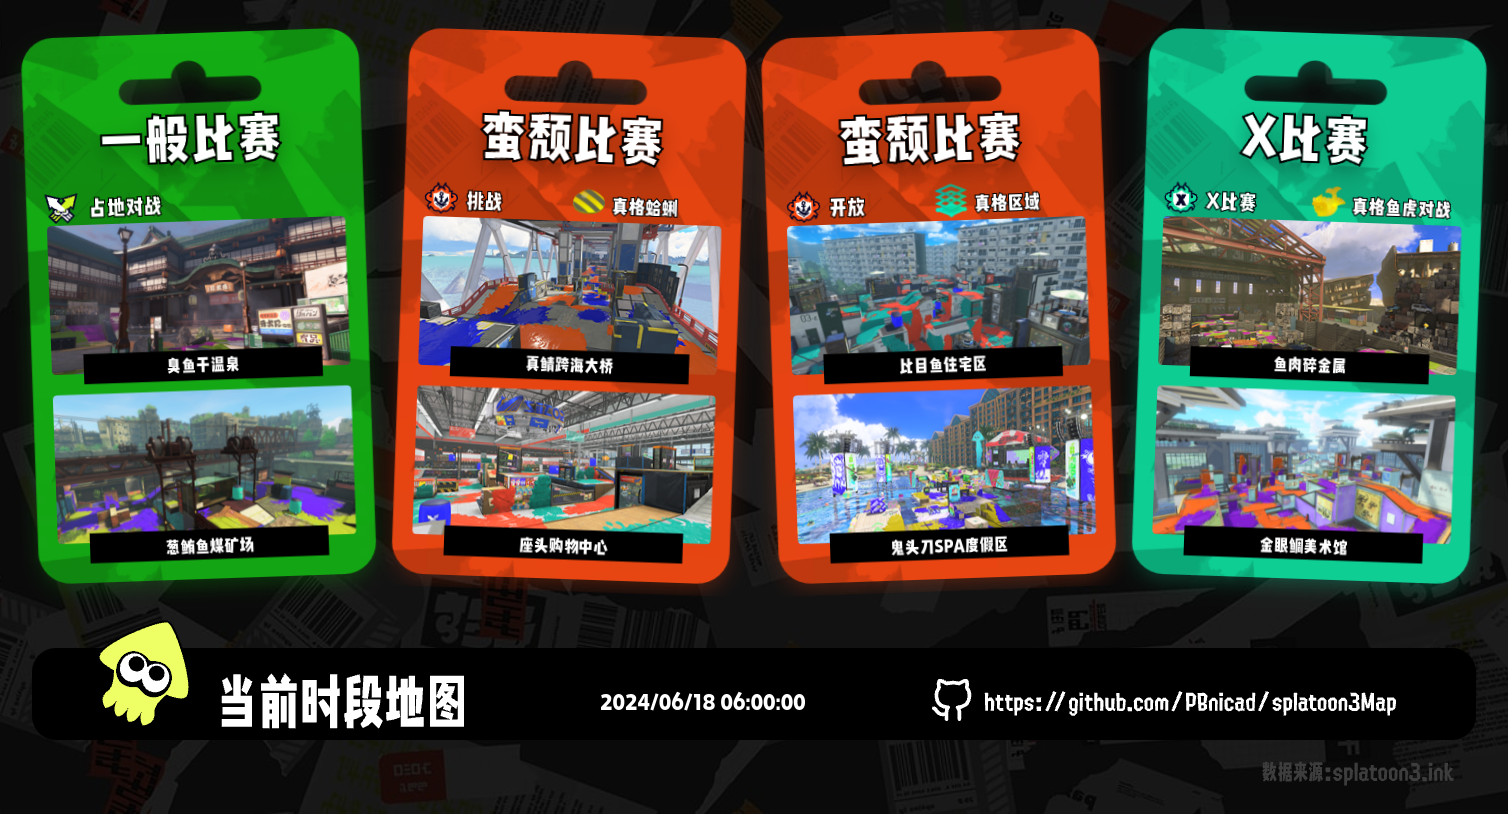 一般比赛
占地对战
臭鱼干温泉
葱鲔鱼煤矿场
蛮颓比赛
挑战
真格蛤蜊
真鲭跨海大桥
座头购物中心
蛮颓比赛
开放
真格区域
比目鱼住宅区
鬼头刀SPA度假区
X比赛
X比赛
真格鱼虎对战
鱼肉碎金属
金眼鲷美术馆
当前时段地图
2024/06/18 06:00:00
https://github.com/PBnicad/splatoon3Map
数据来源:splatoon3.ink